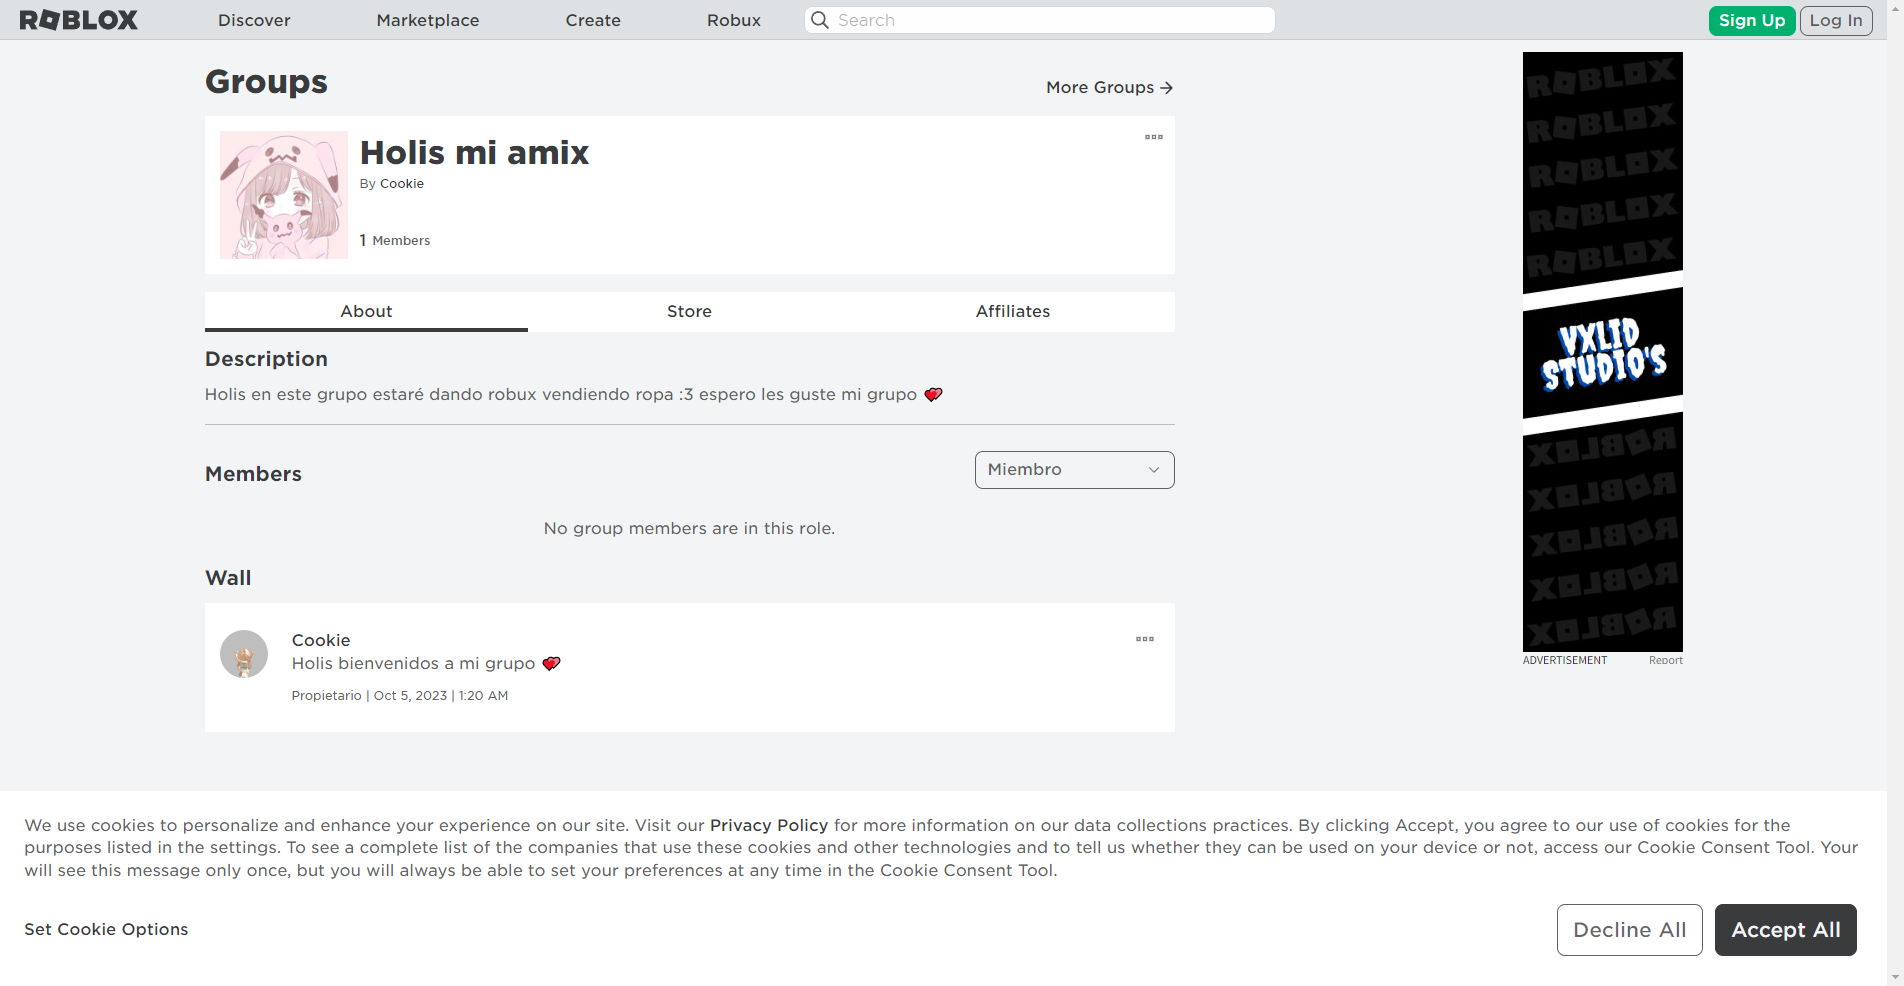 ROBLOX
Discover
Marketplace
Create
Robux
Search
Sign Up
Log In
Groups
More Groups →
Holis mi amix
By Cookie
1 Members
About
Store
Affiliates
Description
Holis en este grupo estaré dando robux vendiendo ropa :3 espero les guste mi grupo 💕
Members
Miembro
No group members are in this role.
Wall
Cookie
Holis bienvenidos a mi grupo 💕
Propietario | Oct 5, 2023 | 1:20 AM
ROBLOX
ROBLOX
ROBLOX
ROBLOX
ROBLOX
VXLID
STUDIO'S
ROBLOX
ROBLOX
ROBLOX
ROBLOX
ROBLOX
ADVERTISEMENT
Report
We use cookies to personalize and enhance your experience on our site. Visit our Privacy Policy for more information on our data collections practices. By clicking Accept, you agree to our use of cookies for the
purposes listed in the settings. To see a complete list of the companies that use these cookies and other technologies and to tell us whether they can be used on your device or not, access our Cookie Consent Tool. Your
will see this message only once, but you will always be able to set your preferences at any time in the Cookie Consent Tool.
Set Cookie Options
Decline All
Accept All